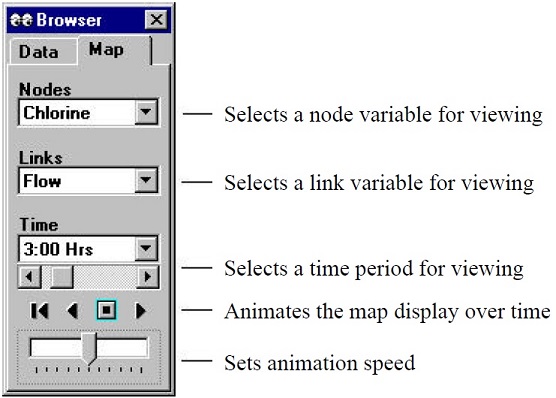 Browser
Data Map
Nodes
Chlorine
Selects a node variable for viewing
Links
Flow
Selects a link variable for viewing
Time
3:00 Hrs
Selects a time period for viewing
Animates the map display over time
Sets animation speed